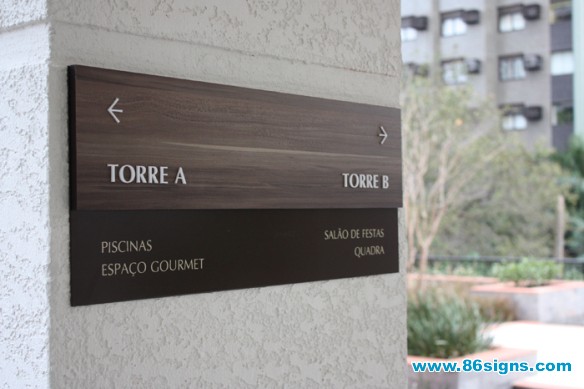 TORRE A
TORRE B
PISCINAS
ESPAÇO GOURMET
SALÃO DE FESTAS
QUADRA
www.86signs.com